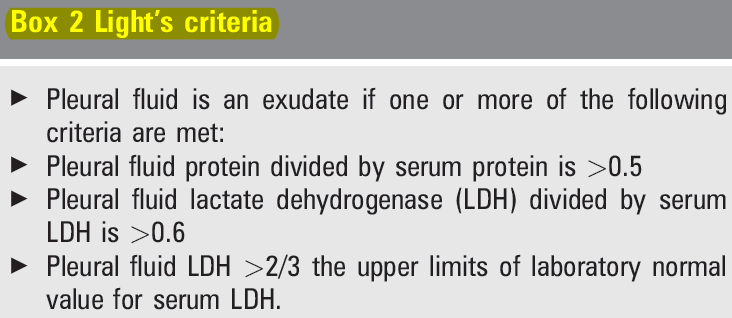 Box 2 Light's criteria
► Pleural fluid is an exudate if one or more of the following
criteria are met:
► Pleural fluid protein divided by serum protein is >0.5
► Pleural fluid lactate dehydrogenase (LDH) divided by serum
LDH is >0.6
► Pleural fluid LDH >2/3 the upper limits of laboratory normal
value for serum LDH.